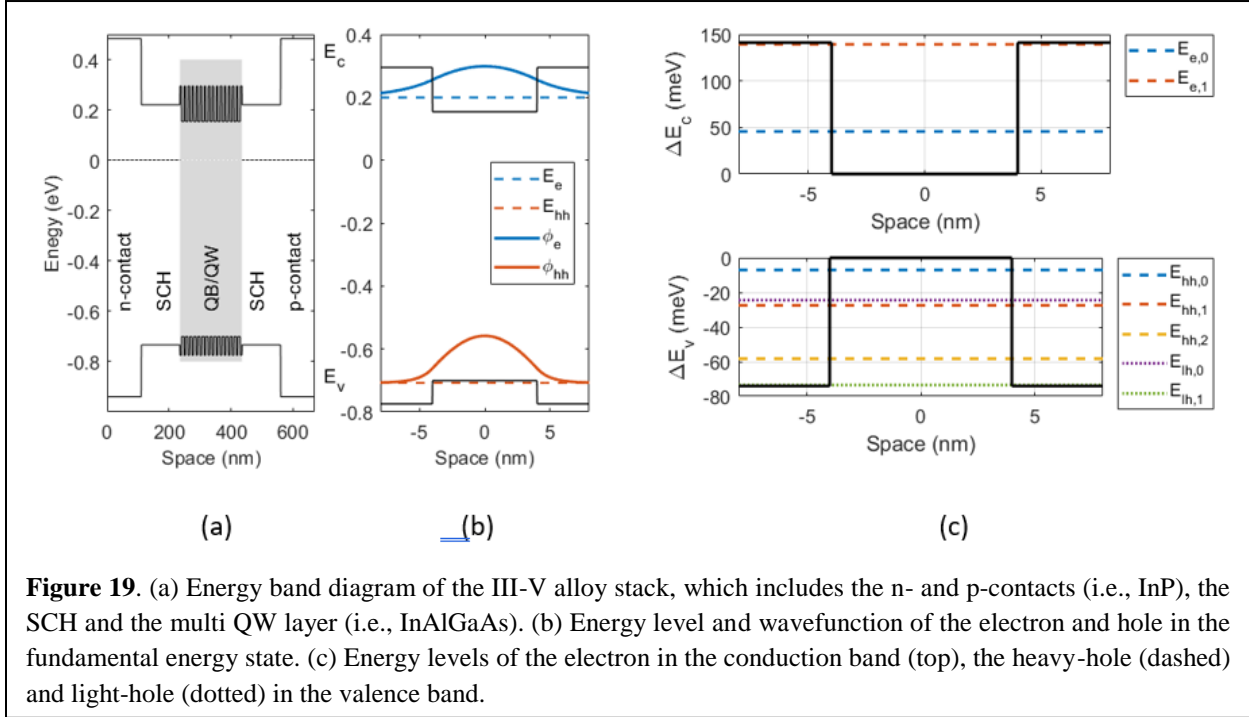 0.4
0.2
0
-0.2
-0.4
-0.6
-0.8
Enegy (eV)
n-contact
SCH
QB/QW
SCH
p-contact
0 200 400 600
Space (nm)
(a)
E_c
E_v
0.4
0.2
0
-0.2
-0.4
-0.6
-0.8
E_e
E_hh
ϕ_e
ϕ_hh
-5 0 5
Space (nm)
(b)
150
100
50
0
ΔE_c (meV)
-5 0 5
Space (nm)
E_e,0
E_e,1
0
-20
-40
-60
-80
ΔE_v (meV)
-5 0 5
Space (nm)
E_hh,0
E_hh,1
E_hh,2
E_lh,0
E_lh,1
(c)
Figure 19. (a) Energy band diagram of the III-V alloy stack, which includes the n- and p-contacts (i.e., InP), the
SCH and the multi QW layer (i.e., InAlGaAs). (b) Energy level and wavefunction of the electron and hole in the
fundamental energy state. (c) Energy levels of the electron in the conduction band (top), the heavy-hole (dashed)
and light-hole (dotted) in the valence band.